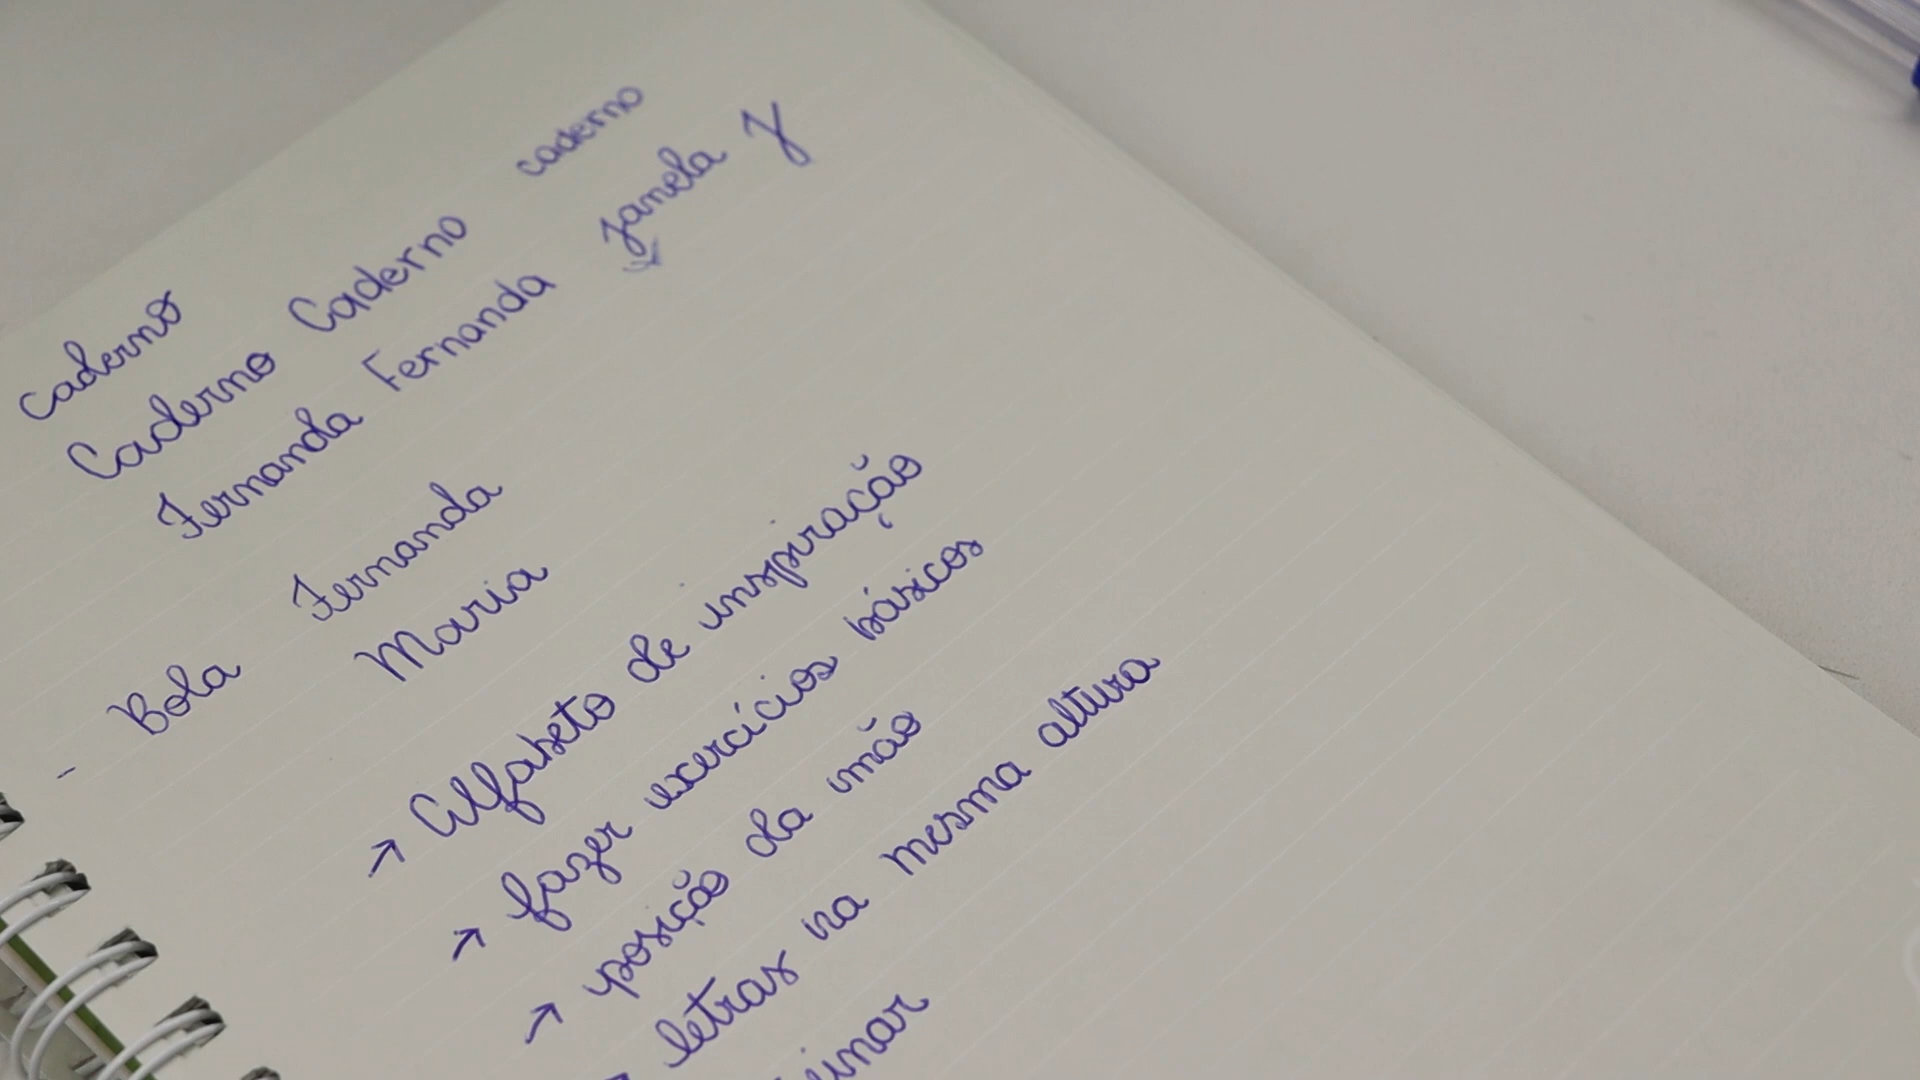 caderno
Caderno Caderno caderno
Fernanda Fernanda Janela J
Fernanda
- Bola Maria
→ Alfabeto de inspiração
→ fazer exercícios básicos
→ posição da mão
letras na mesma altura